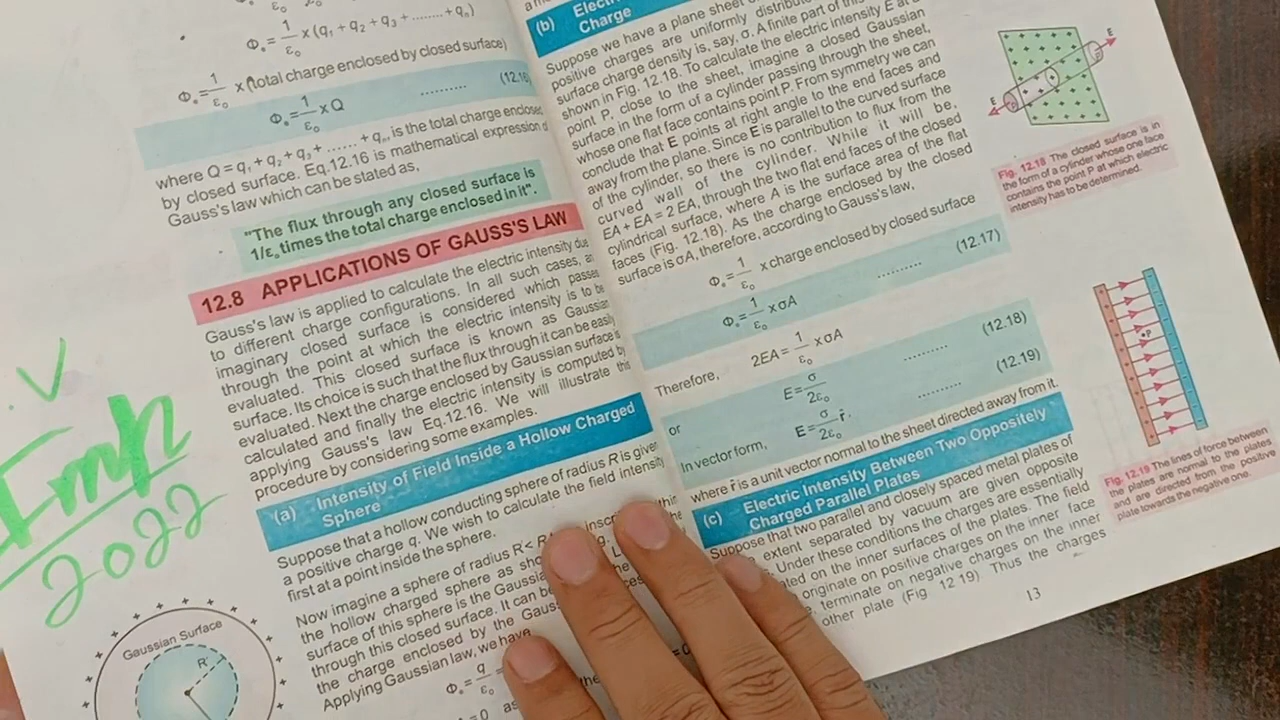 Φₑ = 1/ε₀ x (q₁ + q₂ + q₃ + ........ + qₙ)
Φₑ = 1/ε₀ x (total charge enclosed by closed surface)
Φₑ = 1/ε₀ x Q .......... (12.16)
where Q = q₁ + q₂ + q₃ + ...... + qₙ, is the total charge enclosed
by closed surface. Eq.12.16 is mathematical expression
Gauss's law which can be stated as,
"The flux through any closed surface is
1/ε₀ times the total charge enclosed in it".
12.8 APPLICATIONS OF GAUSS'S LAW
Gauss's law is applied to calculate the electric intensity due
to different charge configurations. In all such cases, an
imaginary closed surface is considered which passes
through the point at which the electric intensity is to be
evaluated. This closed surface is known as Gaussian
surface. Its choice is such that the flux through it can be easily
evaluated. Next the charge enclosed by Gaussian surface is
calculated and finally the electric intensity is computed by
applying Gauss's law Eq.12.16. We will illustrate this
procedure by considering some examples.
(a) Intensity of Field Inside a Hollow Charged
Sphere
Suppose that a hollow conducting sphere of radius R is given
a positive charge q. We wish to calculate the field intensity
first at a point inside the sphere.
Now imagine a sphere of radius R'< R
the hollow charged sphere as
surface of this sphere is the Gaussian
through this closed surface. It can be
the charge enclosed by the
Applying Gaussian law, we have
Φₑ = q/ε₀ =
= 0 as
Imp
2022
Gaussian Surface
R'
(b)
Charge
Suppose we have a plane sheet of
positive charges are uniformly
surface charge density is, say, σ. A finite part of this
shown in Fig. 12.18. To calculate the electric intensity E at a
point P, close to the sheet, imagine a closed Gaussian
surface in the form of a cylinder passing through the sheet,
whose one flat face contains point P. From symmetry we can
conclude that E points at right angle to the end faces and
away from the plane. Since E is parallel to the curved surface
of the cylinder, so there is no contribution to flux from the
curved wall of the cylinder. While it will be,
EA + EA = 2 EA, through the two flat end faces of the closed
cylindrical surface, where A is the surface area of the flat
faces (Fig. 12.18). As the charge enclosed by the closed
surface is σA, therefore, according to Gauss's law,
Φₑ = 1/ε₀ x charge enclosed by closed surface
Φₑ = 1/ε₀ x σA .......... (12.17)
Therefore, 2EA = 1/ε₀ x σA
or E = σ/2ε₀ .......... (12.18)
In vector form, E = σ/2ε₀ r̂ .......... (12.19)
where r̂ is a unit vector normal to the sheet directed away from it.
(c) Electric Intensity Between Two Oppositely
Charged Parallel Plates
Suppose that two parallel and closely spaced metal plates of
extent separated by vacuum are given opposite
Under these conditions the charges are essentially
on the inner surfaces of the plates. The field
originate on positive charges on the inner face
terminate on negative charges on the inner
other plate (Fig 12 19) Thus the charges
13
E
E
Fig. 12.18 The closed surface is in
the form of a cylinder whose one face
contains the point P at which electric
intensity has to be determined.
P
Fig. 12.19 The lines of force between
the plates are normal to the plates
and are directed from the positive
plate towards the negative one.